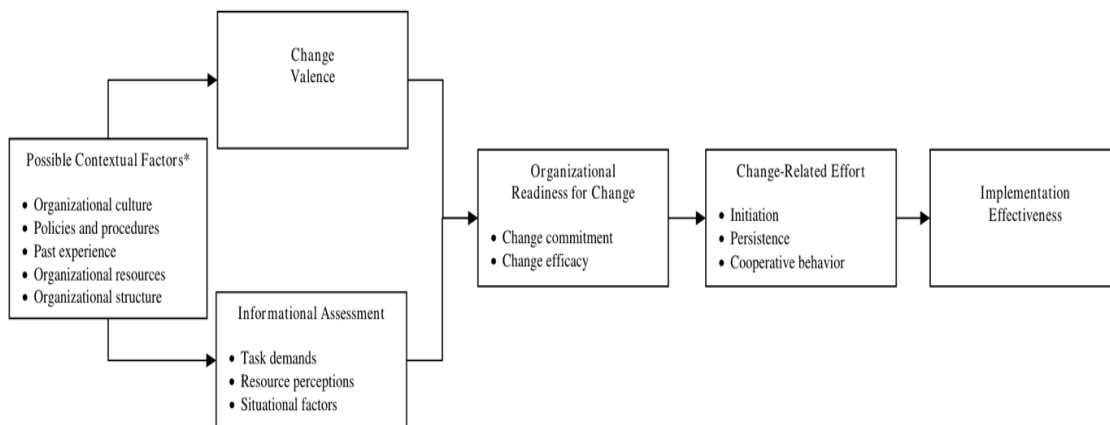 Change
Valence
Possible Contextual Factors*
• Organizational culture
• Policies and procedures
• Past experience
• Organizational resources
• Organizational structure
Informational Assessment
• Task demands
• Resource perceptions
• Situational factors
Organizational
Readiness for Change
• Change commitment
• Change efficacy
Change-Related Effort
• Initiation
• Persistence
• Cooperative behavior
Implementation
Effectiveness